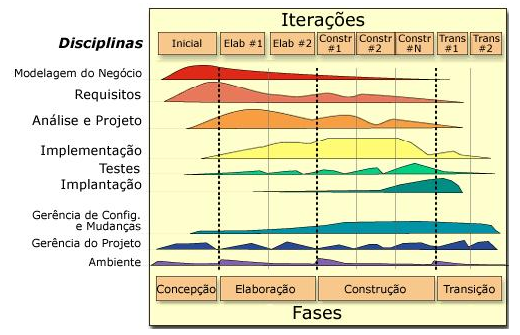 Iterações
Disciplinas
Inicial
Elab #1
Elab #2
Constr
#1
Constr
#2
Constr
#N
Trans
#1
Trans
#2
Modelagem do Negócio
Requisitos
Análise e Projeto
Implementação
Testes
Implantação
Gerência de Config.
e Mudanças
Gerência do Projeto
Ambiente
Concepção
Elaboração
Construção
Transição
Fases